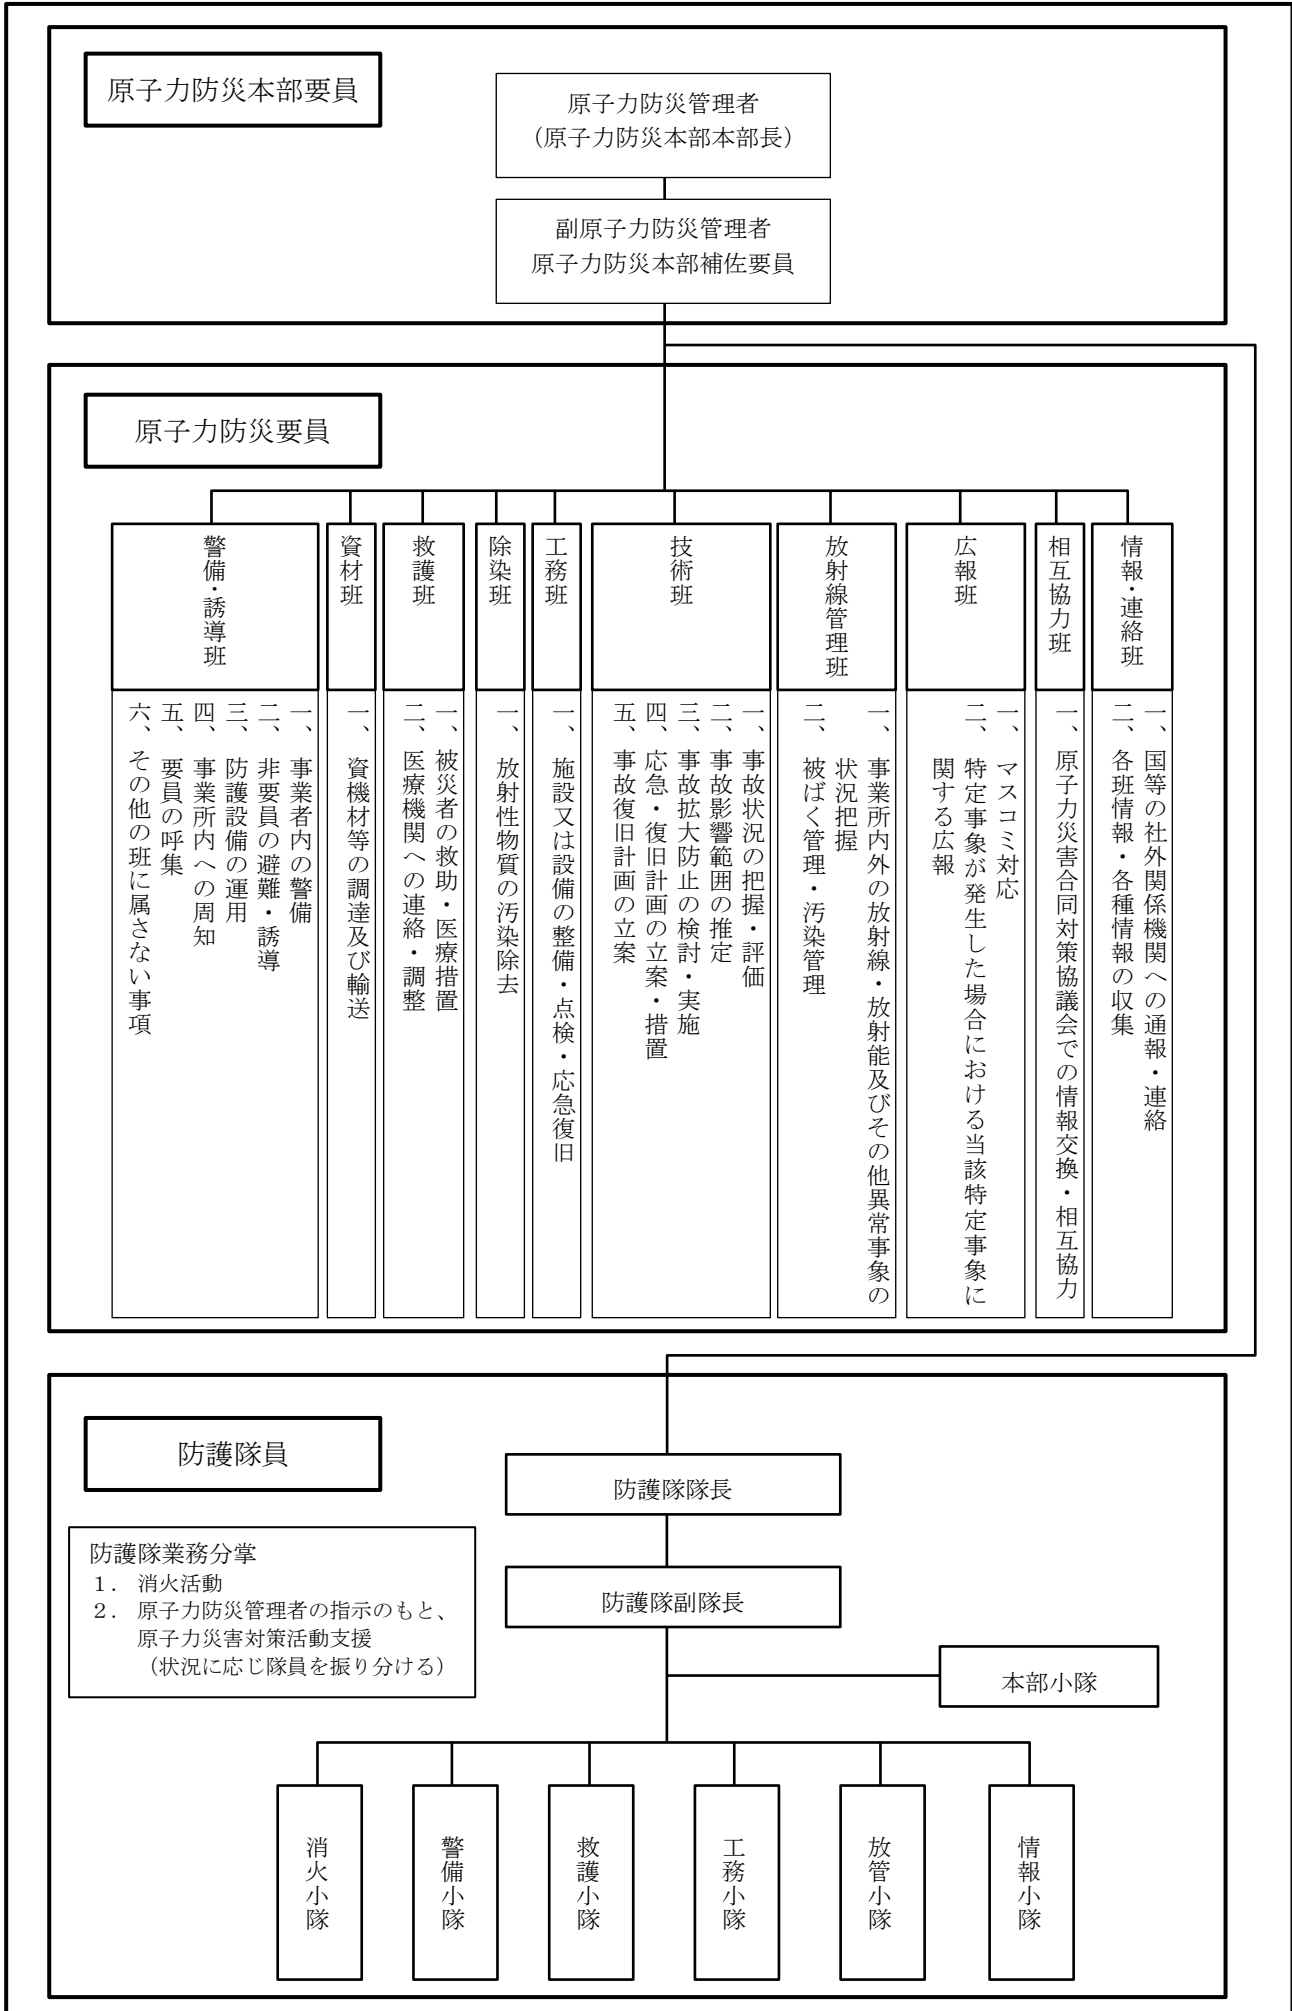 原子力防災本部要員
原子力防災管理者
(原子力防災本部本部長)
副原子力防災管理者
原子力防災本部補佐要員
原子力防災要員
情報・連絡班
一、国等の社外関係機関への通報・連絡
二、各班情報・各種情報の収集
相互協力班
一、原子力災害合同対策協議会での情報交換・相互協力
広報班
一、マスコミ対応
二、特定事象が発生した場合における当該特定事象に
関する広報
放射線管理班
一、事業所内外の放射線・放射能及びその他異常事象の
状況把握
二、被ばく管理・汚染管理
技術班
一、事故状況の把握・評価
二、事故影響範囲の推定
三、事故拡大防止の検討・実施
四、応急・復旧計画の立案・措置
五、事故復旧計画の立案
工務班
一、施設又は設備の整備・点検・応急復旧
除染班
一、放射性物質の汚染除去
救護班
一、被災者の救助・医療措置
二、医療機関への連絡・調整
資材班
一、資機材等の調達及び輸送
警備・誘導班
一、事業者内の警備
二、非要員の避難・誘導
三、防護設備の運用
四、事業所内への周知
五、要員の呼集
六、その他の班に属さない事項
防護隊員
防護隊隊長
防護隊業務分掌
1. 消火活動
2. 原子力防災管理者の指示のもと、
原子力災害対策活動支援
(状況に応じ隊員を振り分ける)
防護隊副隊長
本部小隊
情報小隊
放管小隊
工務小隊
救護小隊
警備小隊
消火小隊